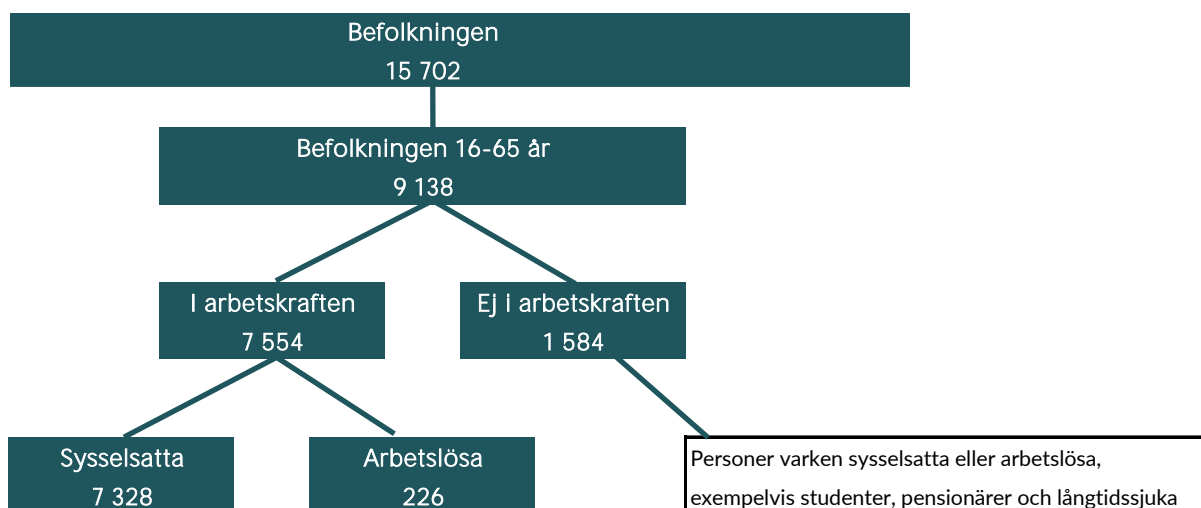 Befolkningen
15 702
Befolkningen 16-65 år
9 138
I arbetskraften
7 554
Ej i arbetskraften
1 584
Sysselsatta
7 328
Arbetslösa
226
Personer varken sysselsatta eller arbetslösa,
exempelvis studenter, pensionärer och långtidssjuka